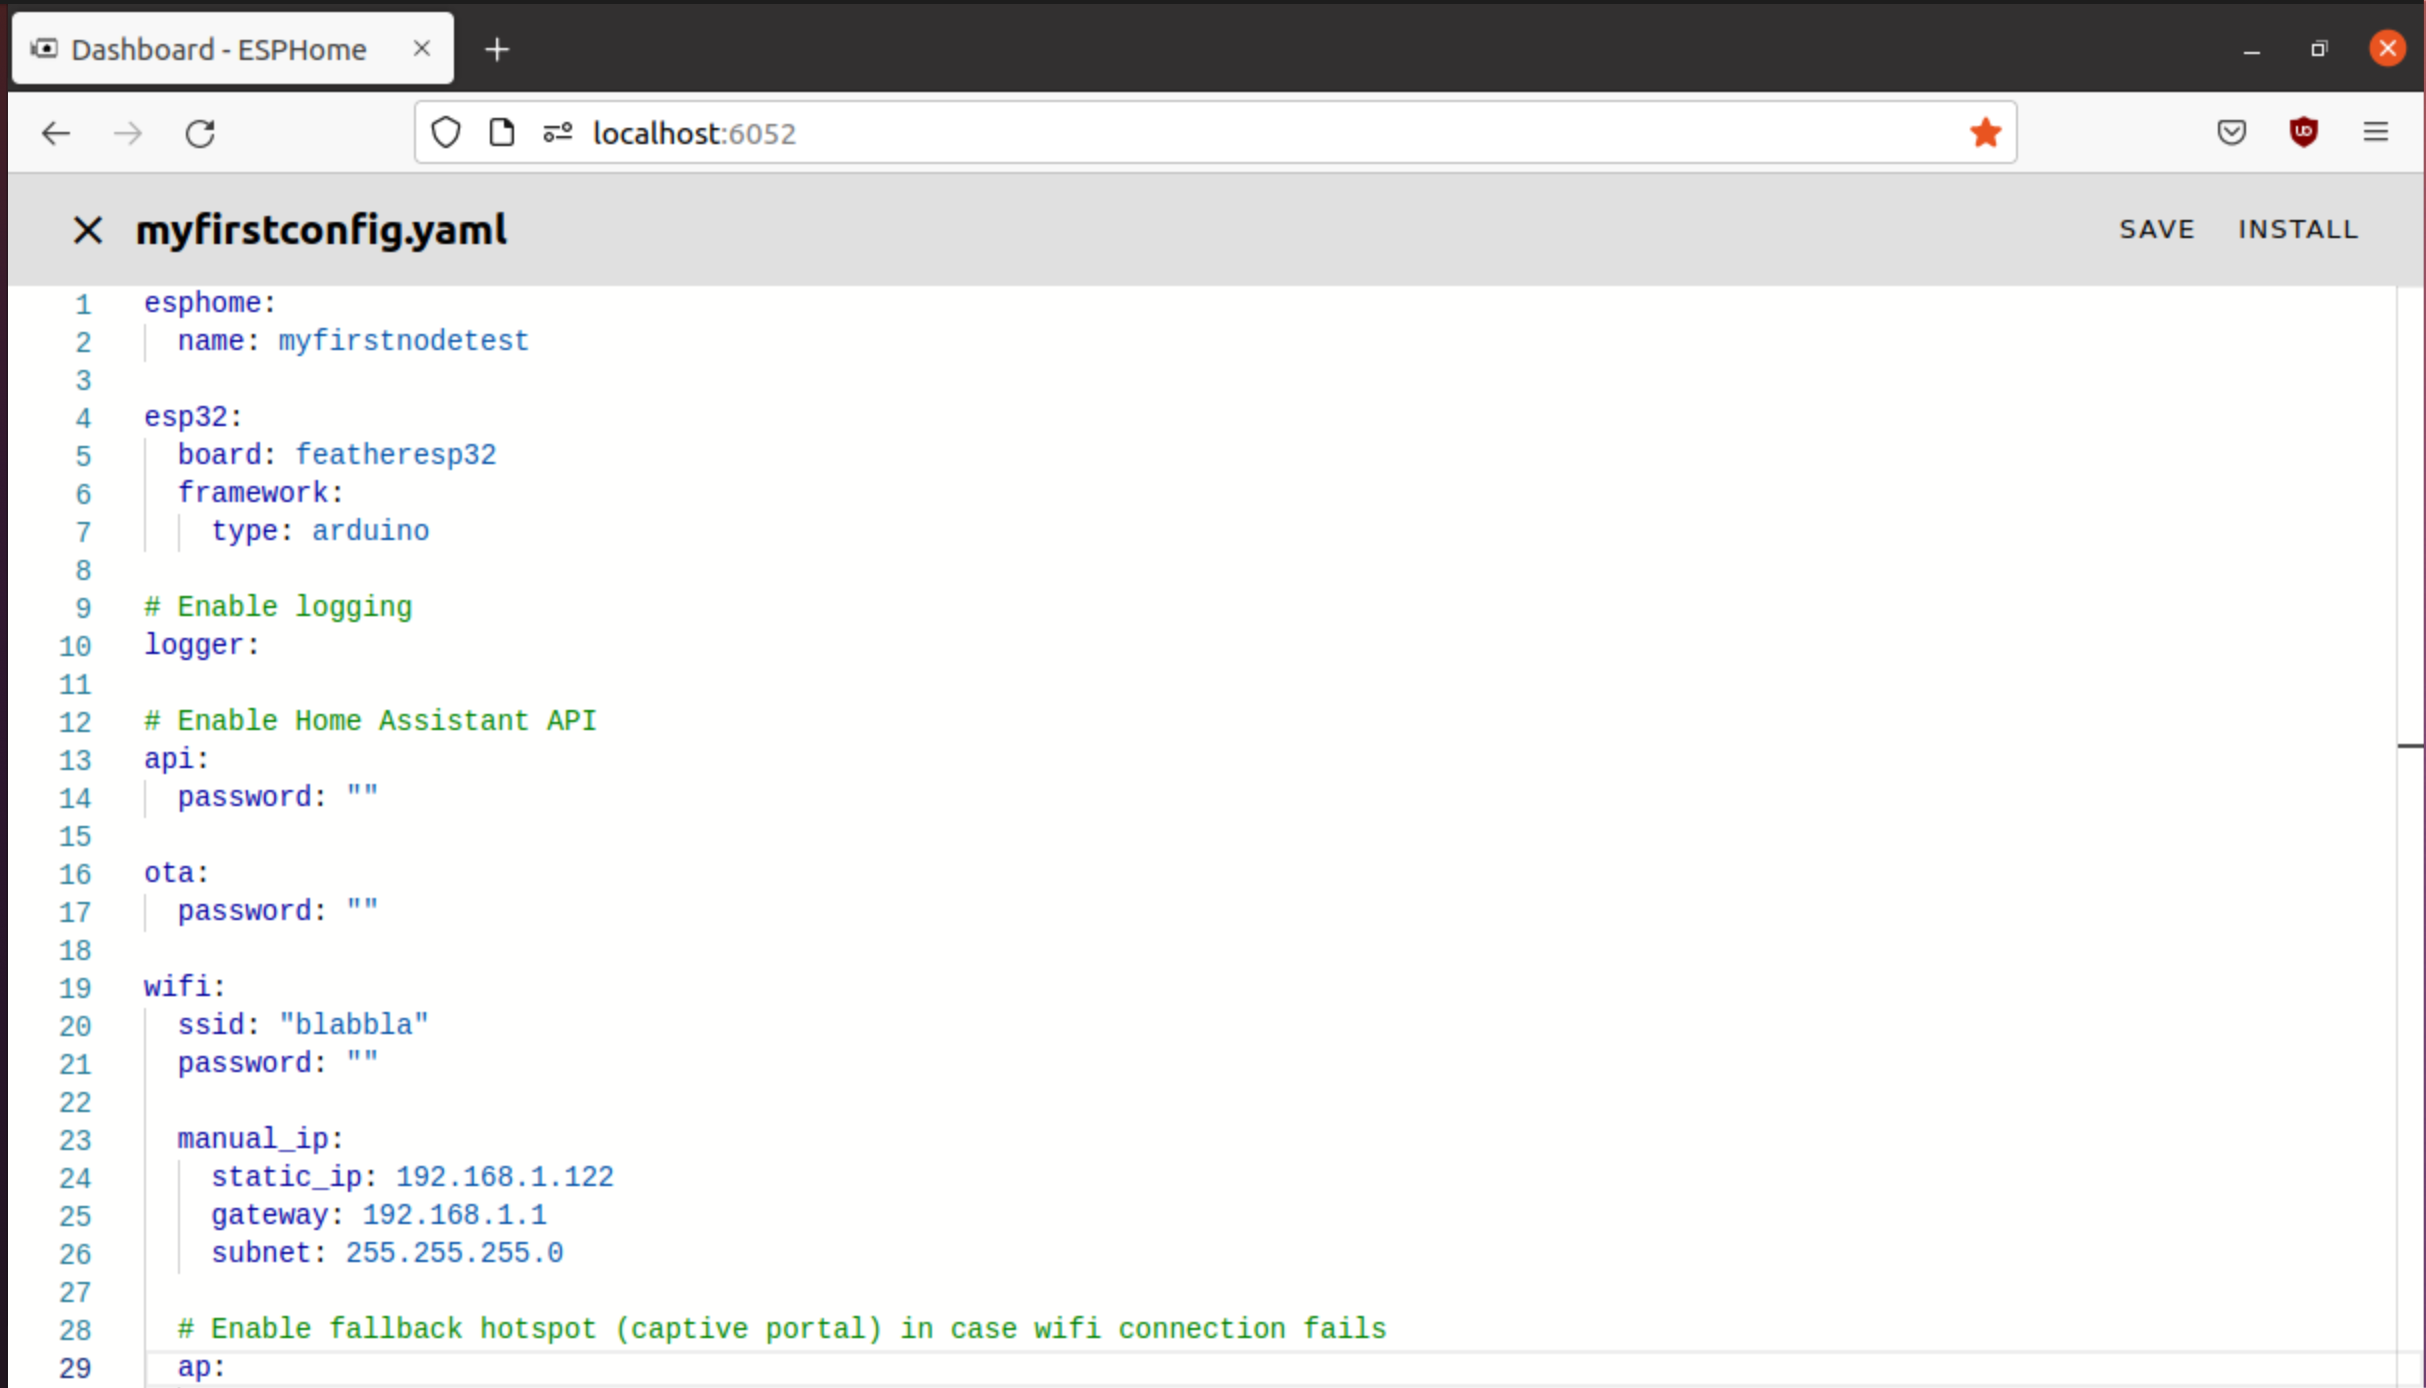 Dashboard - ESPHome
localhost:6052
myfirstconfig.yaml
SAVE INSTALL
1 esphome:
2   name: myfirstnodetest
3
4 esp32:
5   board: featheresp32
6   framework:
7     type: arduino
8
9 # Enable logging
10 logger:
11
12 # Enable Home Assistant API
13 api:
14   password: ""
15
16 ota:
17   password: ""
18
19 wifi:
20   ssid: "blabbla"
21   password: ""
22
23   manual_ip:
24     static_ip: 192.168.1.122
25     gateway: 192.168.1.1
26     subnet: 255.255.255.0
27
28   # Enable fallback hotspot (captive portal) in case wifi connection fails
29   ap: